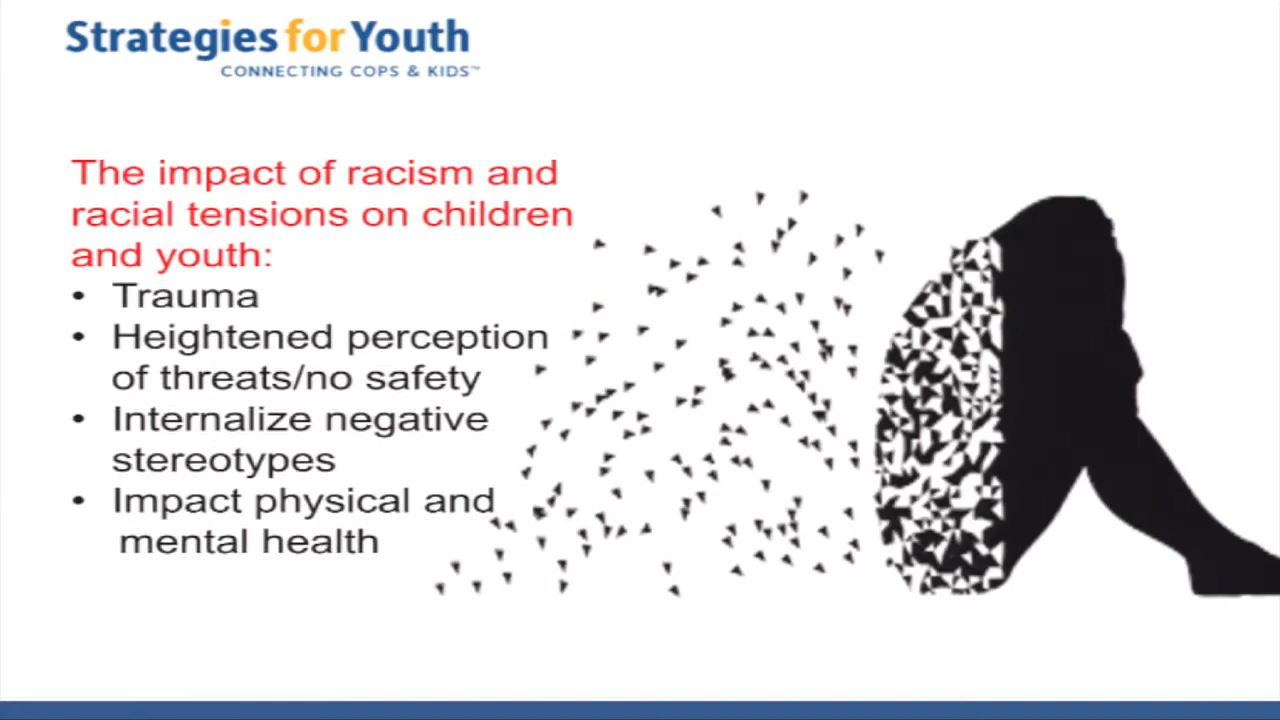 Strategies for Youth
CONNECTING COPS & KIDS™
The impact of racism and
racial tensions on children
and youth:
• Trauma
• Heightened perception
of threats/no safety
• Internalize negative
stereotypes
• Impact physical and
mental health